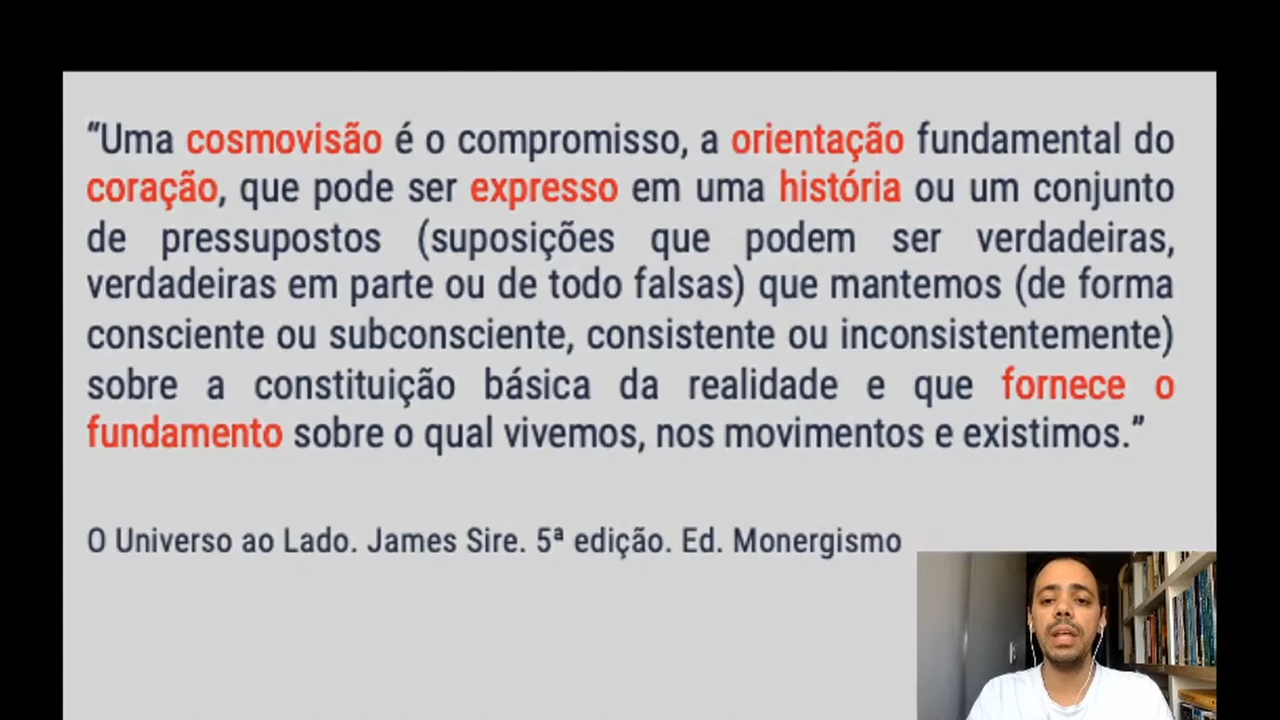 “Uma cosmovisão é o compromisso, a orientação fundamental do
coração, que pode ser expresso em uma história ou um conjunto
de pressupostos (suposições que podem ser verdadeiras,
verdadeiras em parte ou de todo falsas) que mantemos (de forma
consciente ou subconsciente, consistente ou inconsistentemente)
sobre a constituição básica da realidade e que fornece o
fundamento sobre o qual vivemos, nos movimentos e existimos.”
O Universo ao Lado. James Sire. 5ª edição. Ed. Monergismo